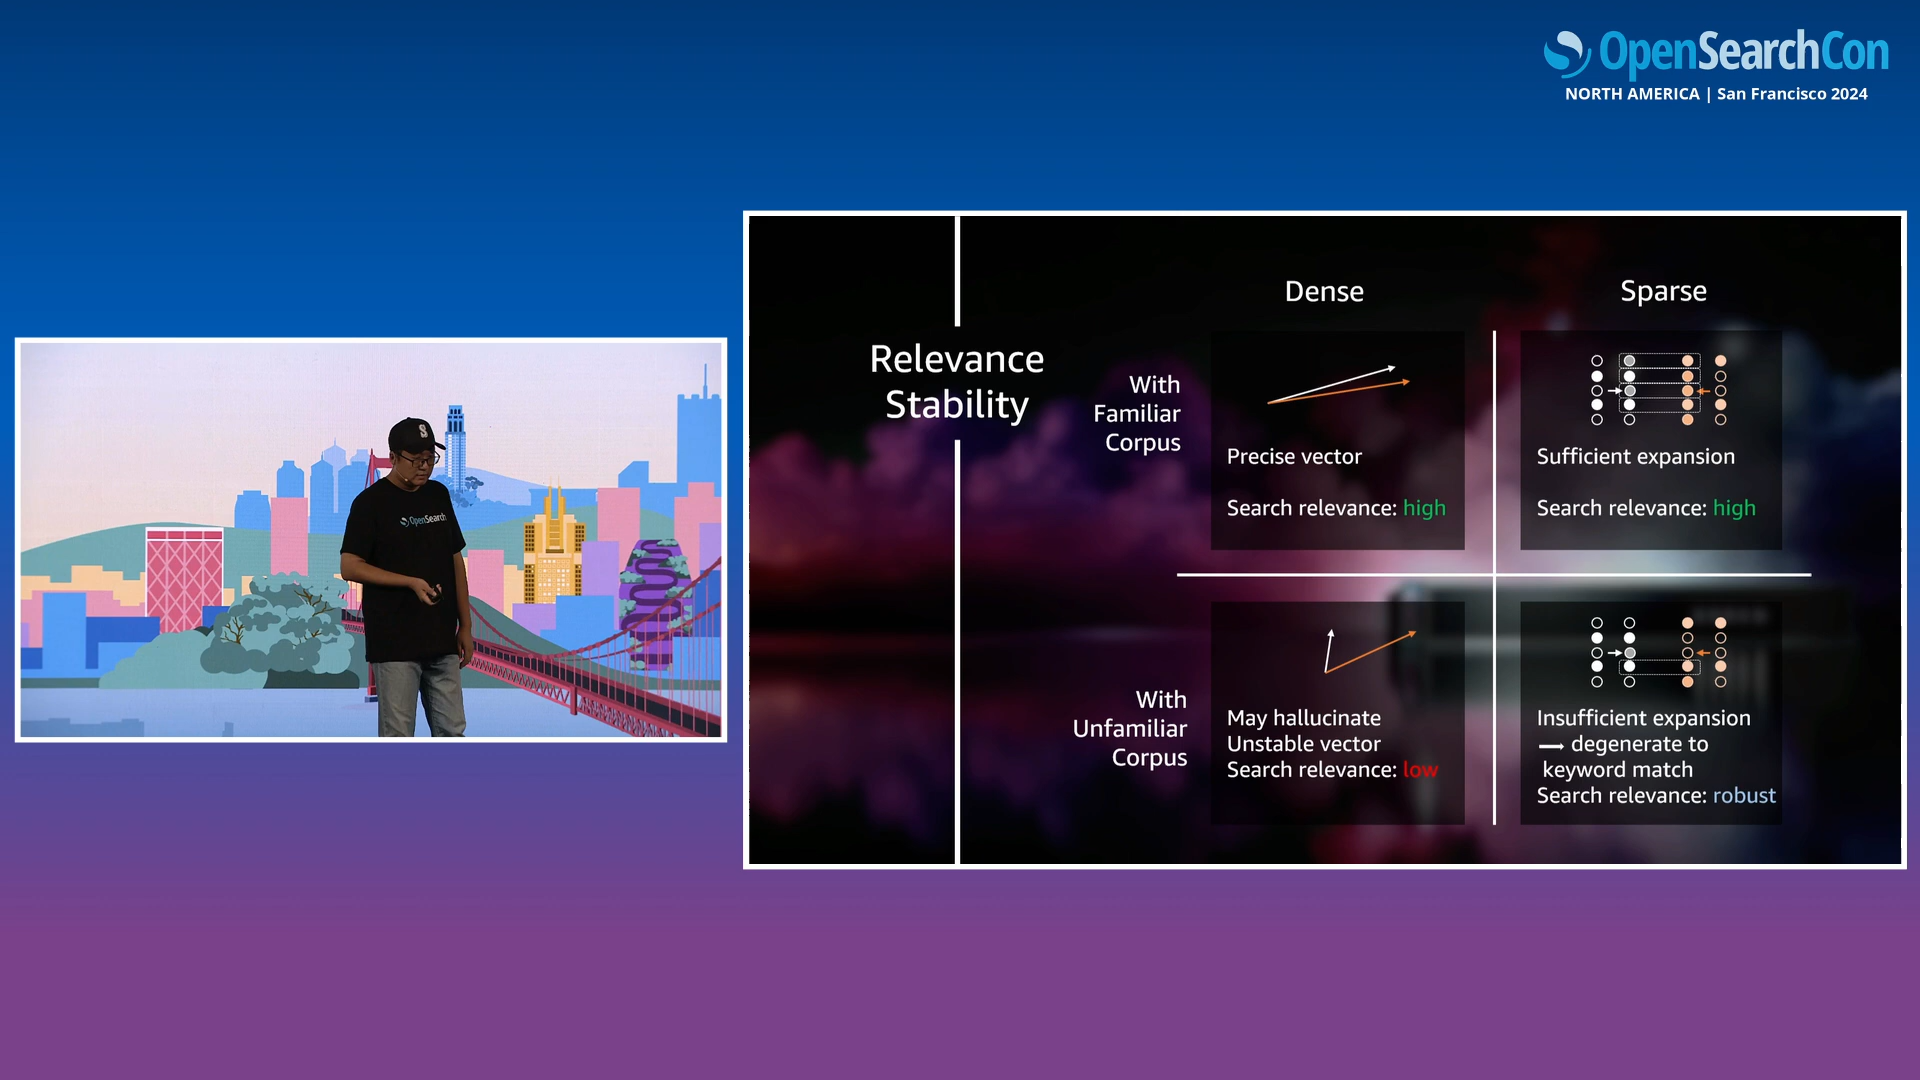 OpenSearchCon
NORTH AMERICA | San Francisco 2024
S
OpenSearch
Relevance
Stability
Dense
Sparse
With
Familiar
Corpus
Precise vector
Search relevance: high
Sufficient expansion
Search relevance: high
With
Unfamiliar
Corpus
May hallucinate
Unstable vector
Search relevance: low
Insufficient expansion
degenerate to
keyword match
Search relevance: robust